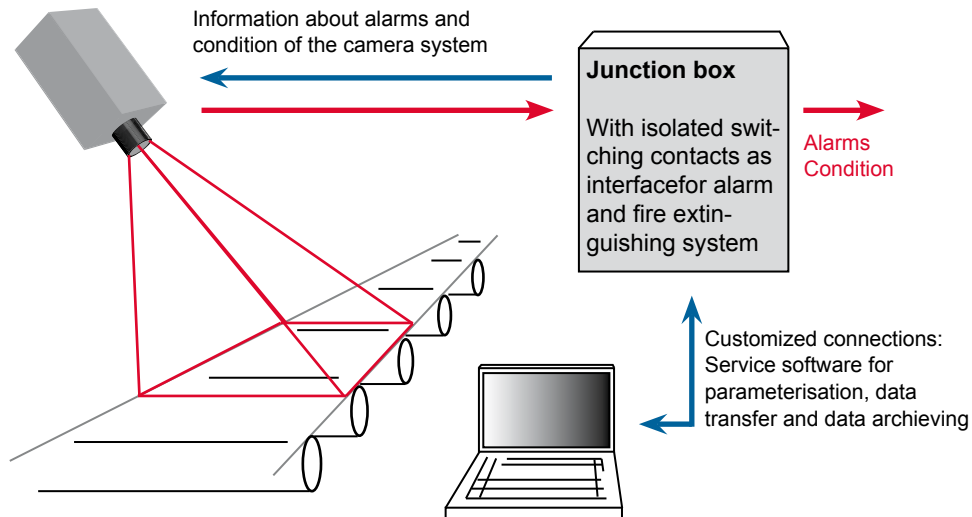 Information about alarms and
condition of the camera system
Junction box
With isolated swit-
ching contacts as
interfacefor alarm
and fire extin-
guishing system
Alarms
Condition
Customized connections:
Service software for
parameterisation, data
transfer and data archieving